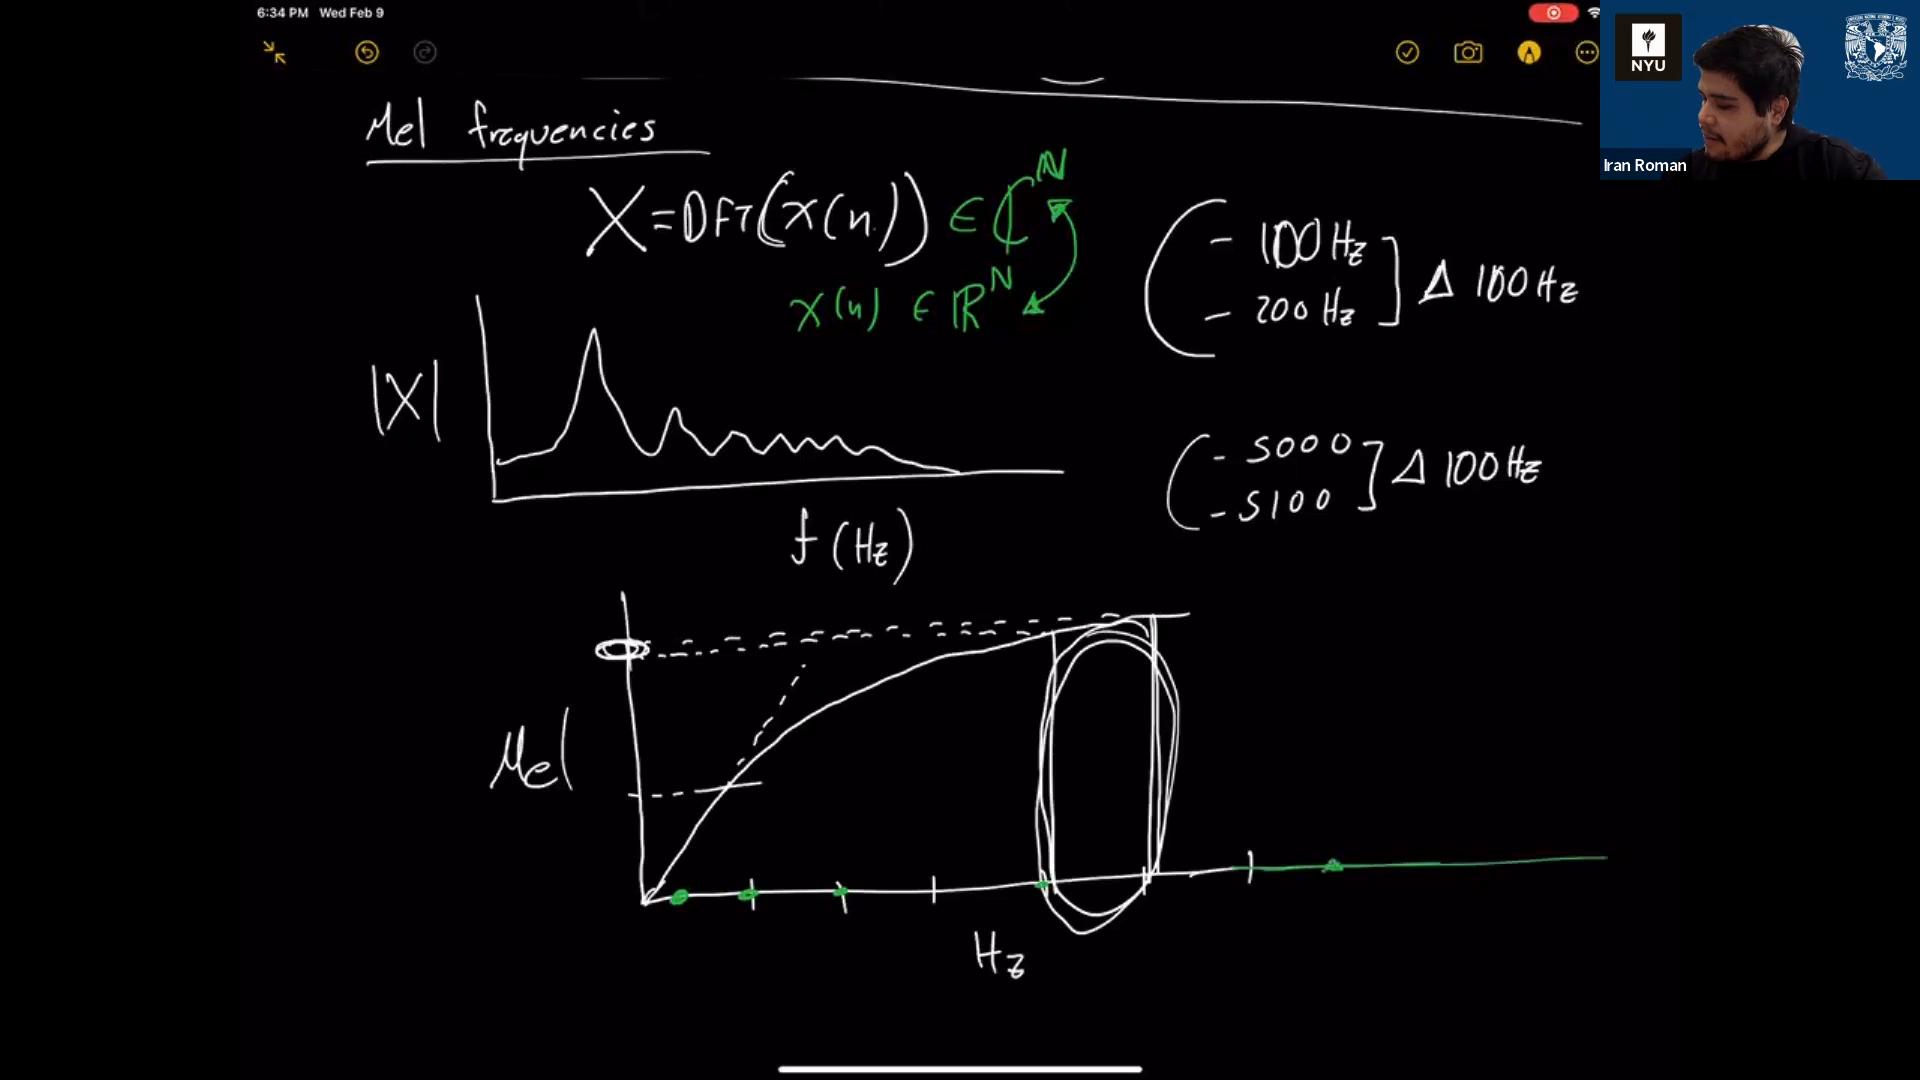 6:34 PM Wed Feb 9
NYU
Iran Roman
Mel frequencies
X = DFT(x(n)) ∈ ℂ^N
x(n) ∈ ℝ^N
- 100 Hz
- 200 Hz
Δ 100 Hz
|X|
f (Hz)
- 5000
- 5100
Δ 100 Hz
Mel
Hz